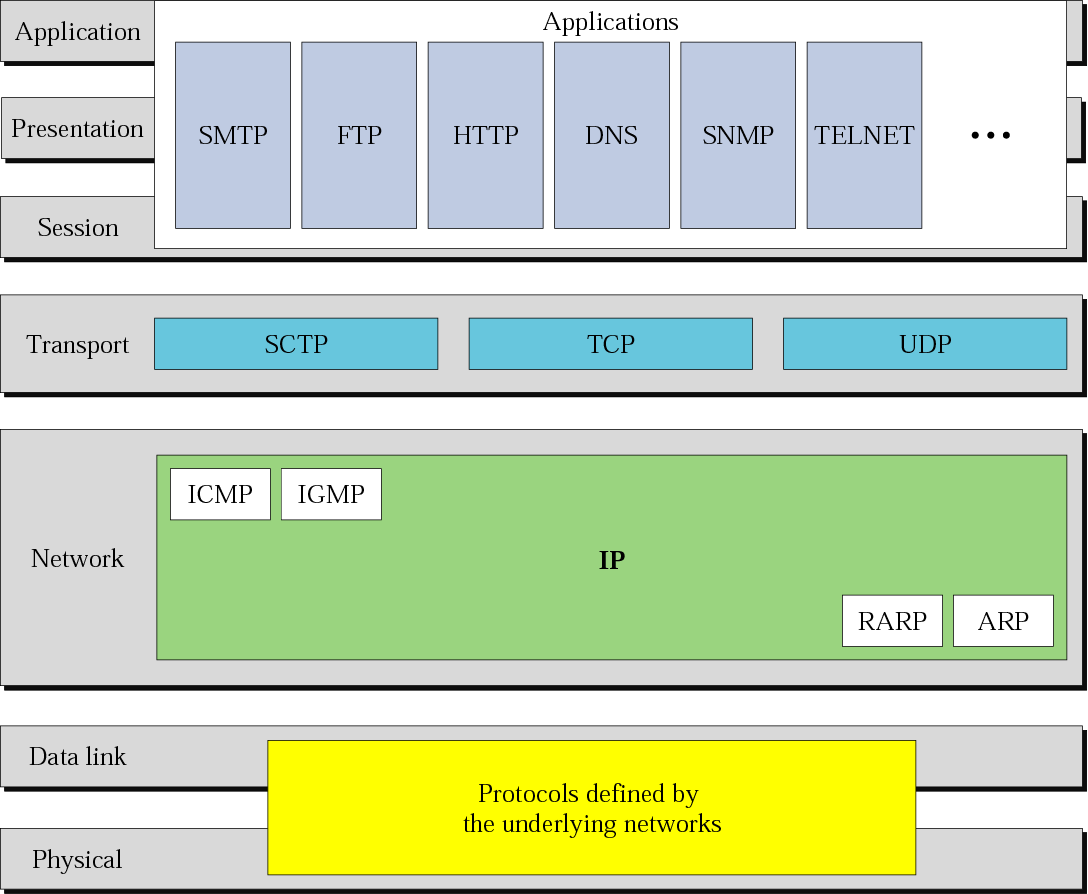 Application
Applications
SMTP
FTP
HTTP
DNS
SNMP
TELNET
...
Presentation
Session
Transport
SCTP
TCP
UDP
Network
ICMP
IGMP
IP
RARP
ARP
Data link
Protocols defined by
the underlying networks
Physical